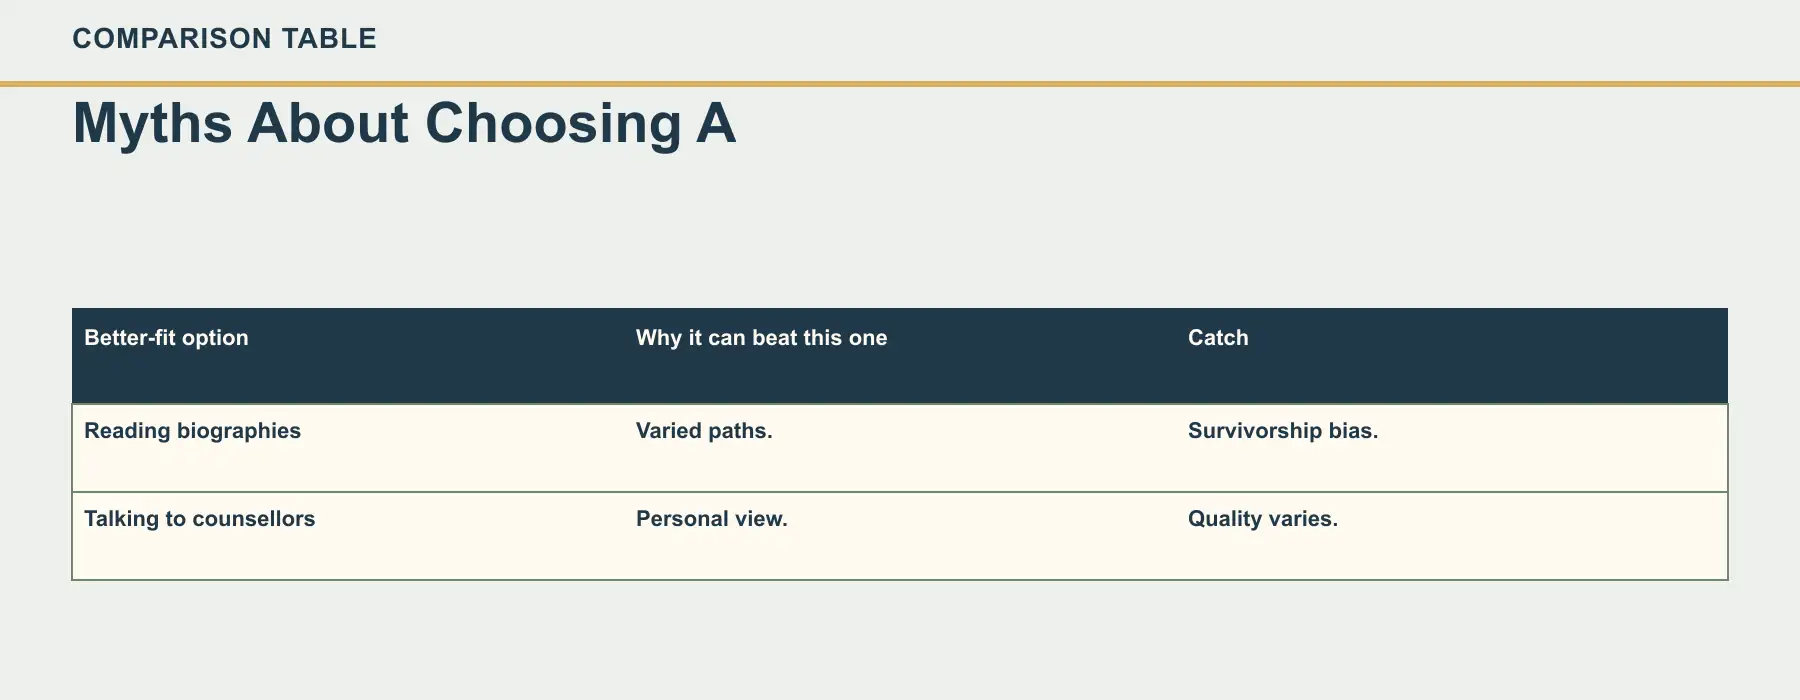 COMPARISON TABLE
Myths About Choosing A
Better-fit option Why it can beat this one Catch
Reading biographies Varied paths. Survivorship bias.
Talking to counsellors Personal view. Quality varies.